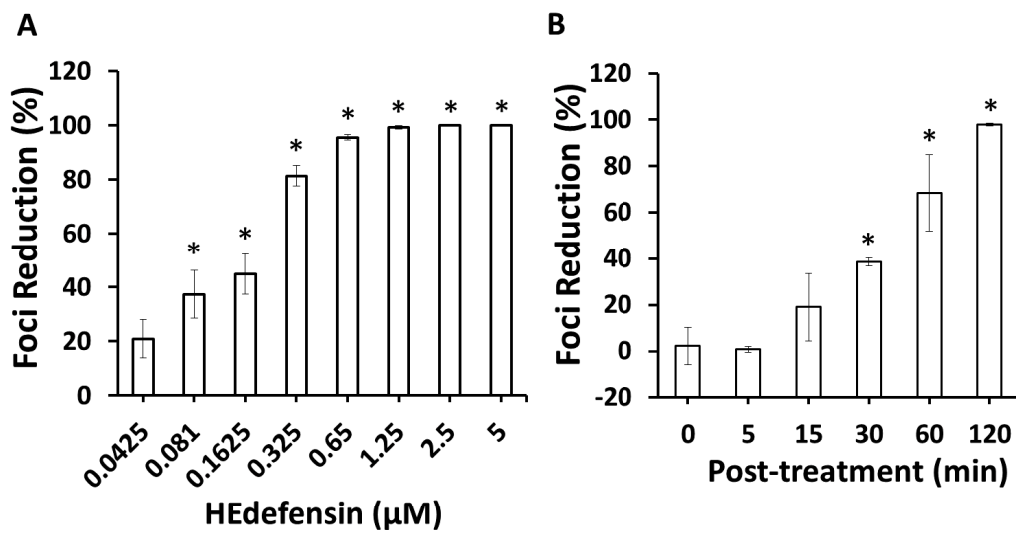 A
Foci Reduction (%)
120
100
80
60
40
20
0
* * * * * * *
0.0425 0.081 0.1625 0.325 0.65 1.25 2.5 5
HEdefensin (μM)
B
Foci Reduction (%)
120
100
80
60
40
20
0
-20
* * *
0 5 15 30 60 120
Post-treatment (min)